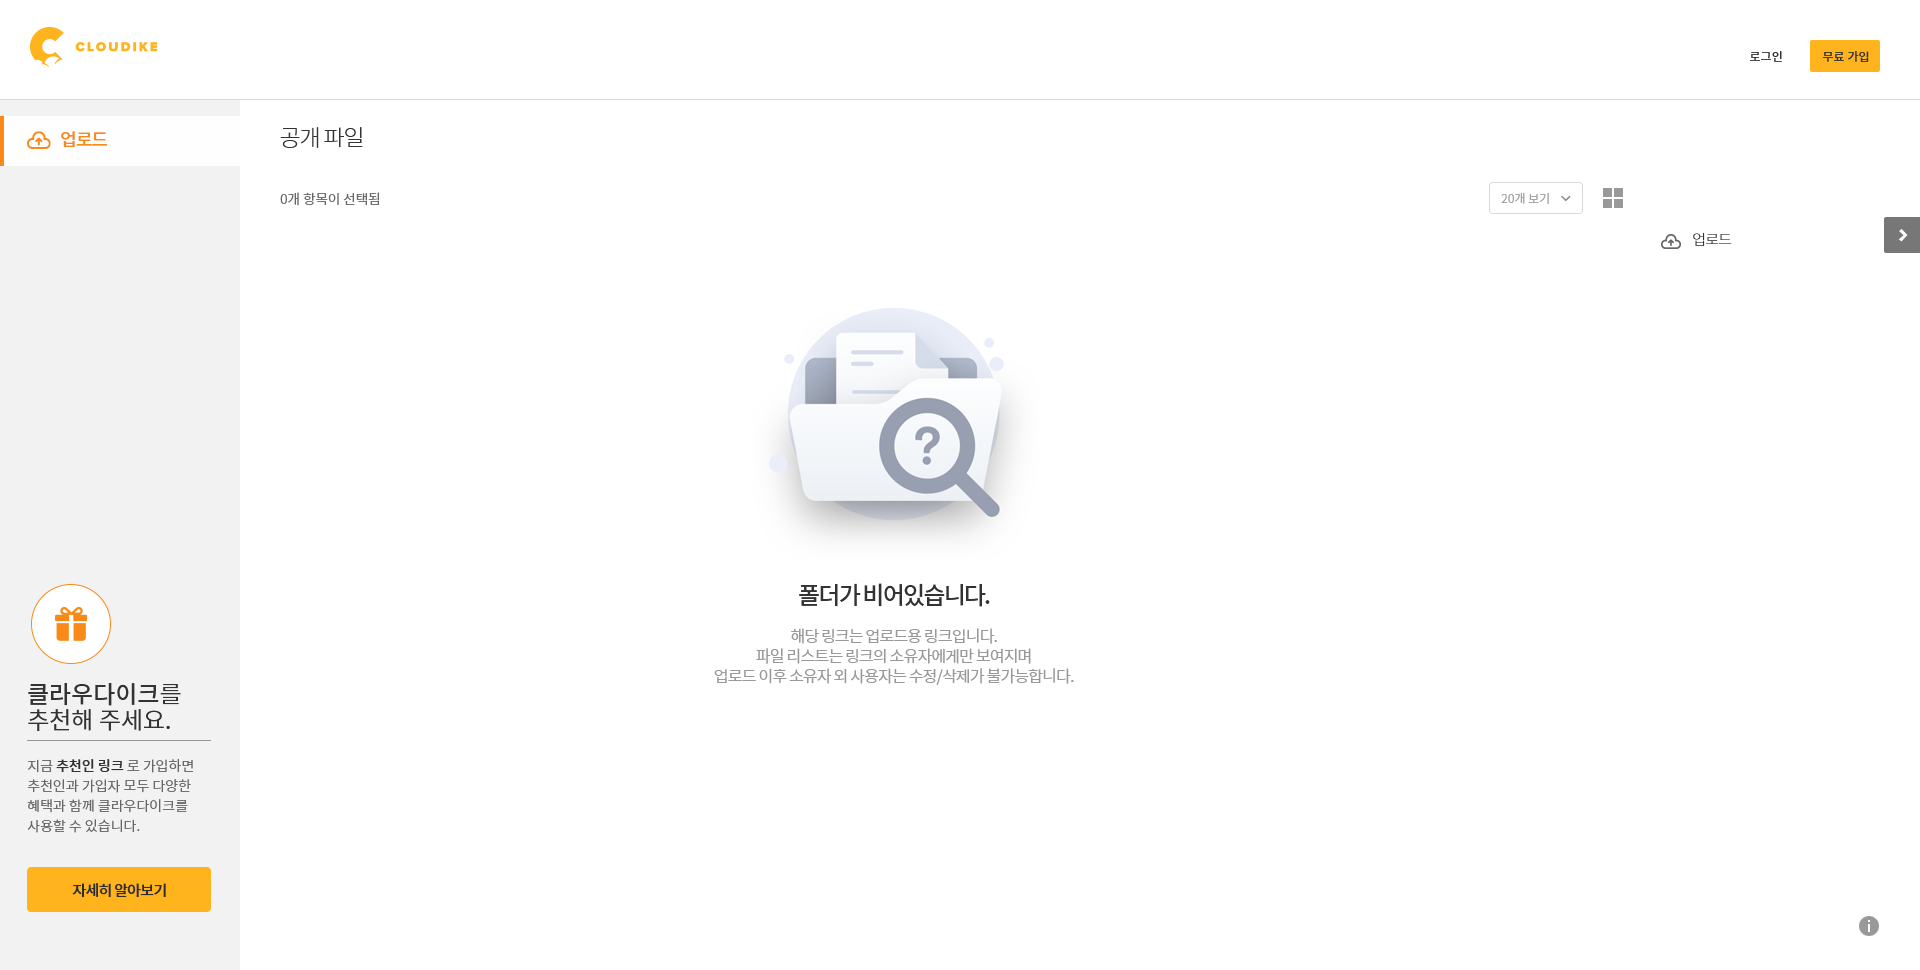 CLOUDIKE
로그인
무료 가입
업로드
공개 파일
0개 항목이 선택됨
20개 보기
업로드
?
폴더가 비어있습니다.
해당 링크는 업로드용 링크입니다.
파일 리스트는 링크의 소유자에게만 보여지며
업로드 이후 소유자 외 사용자는 수정/삭제가 불가능합니다.
클라우다이크를
추천해 주세요.
지금 추천인 링크 로 가입하면
추천인과 가입자 모두 다양한
혜택과 함께 클라우다이크를
사용할 수 있습니다.
자세히 알아보기